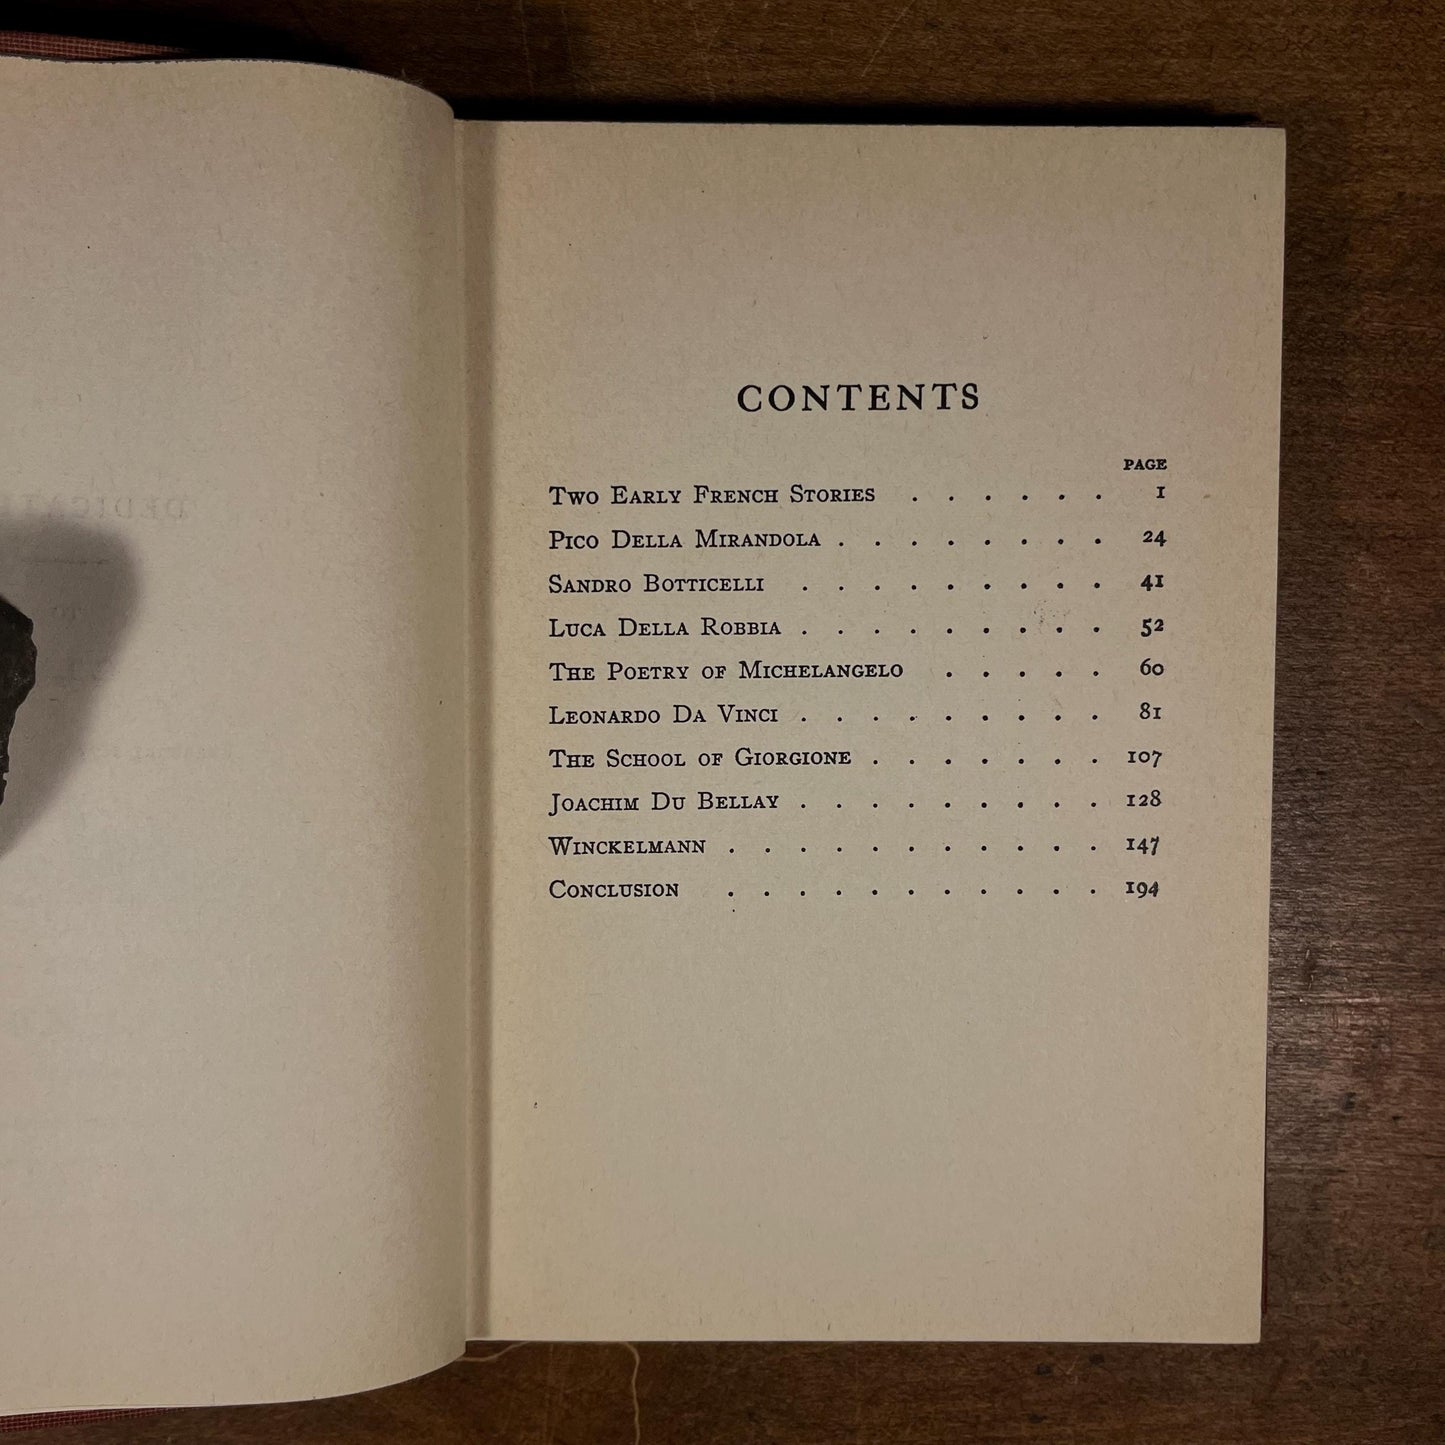 CONTENTS
PAGE
Two Early French Stories . . . . . . 1
Pico Della Mirandola . . . . . . . . 24
Sandro Botticelli . . . . . . . . . 41
Luca Della Robbia . . . . . . . . . 52
The Poetry of Michelangelo . . . . . 60
Leonardo Da Vinci . . . . . . . . . 81
The School of Giorgione . . . . . . . 107
Joachim Du Bellay . . . . . . . . . 128
Winckelmann . . . . . . . . . . . 147
Conclusion . . . . . . . . . . . 194